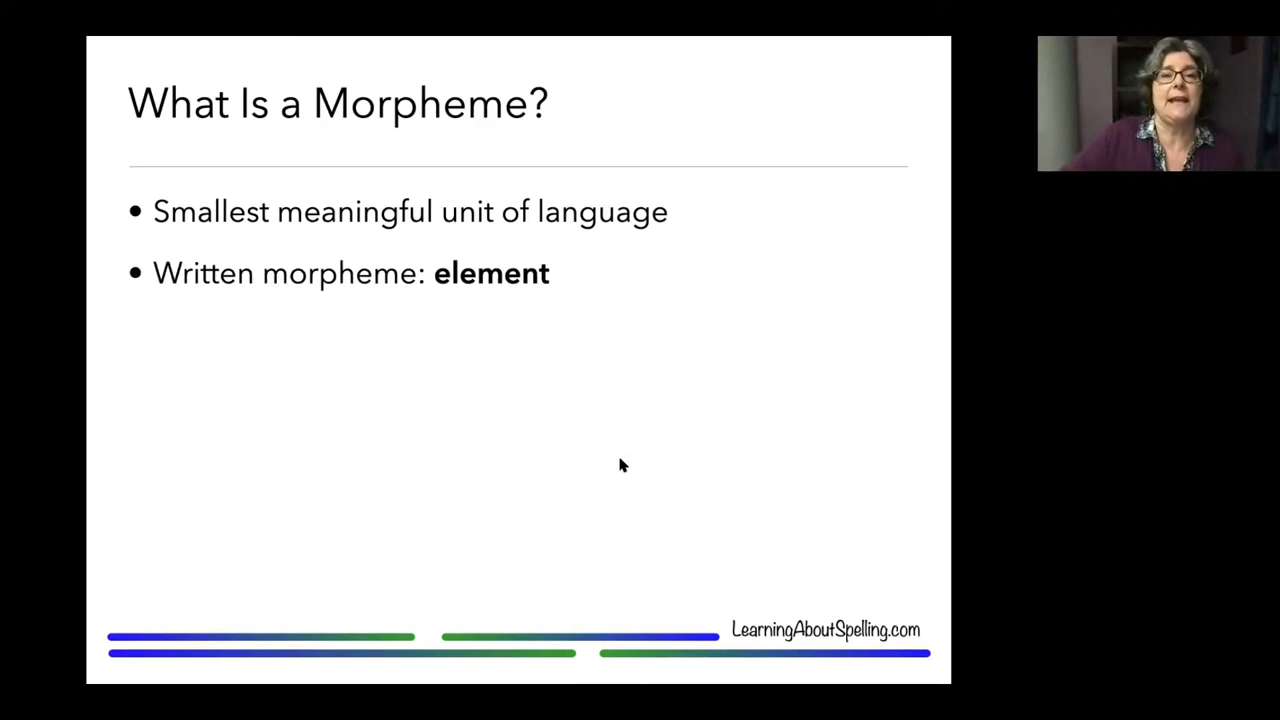 What Is a Morpheme?
• Smallest meaningful unit of language
• Written morpheme: element
LearningAboutSpelling.com